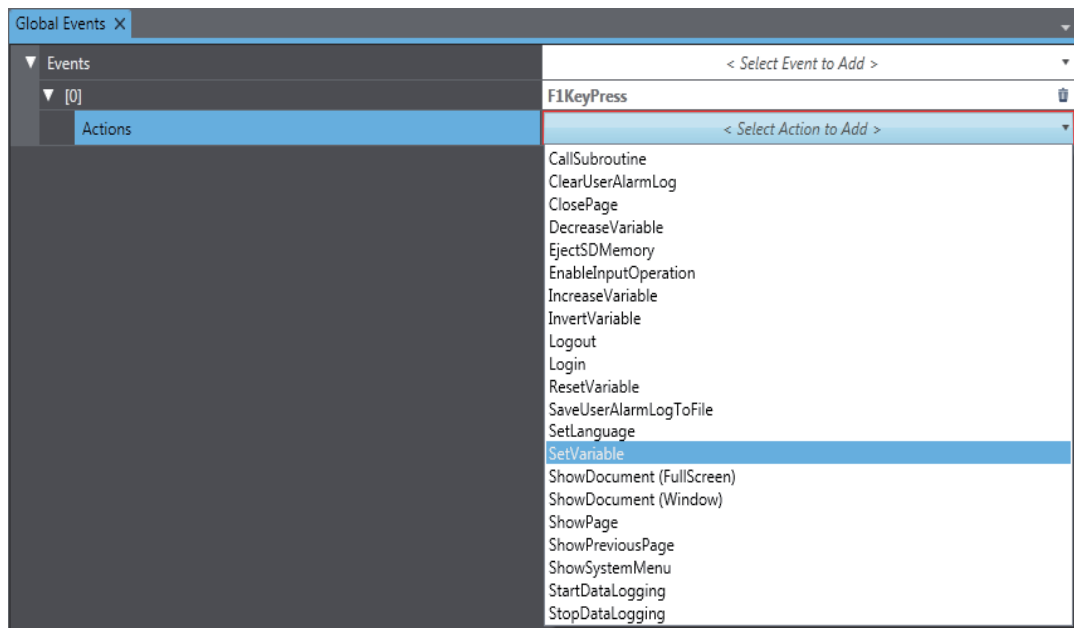 Global Events X
Events < Select Event to Add >
[0] F1KeyPress
Actions < Select Action to Add >
CallSubroutine
ClearUserAlarmLog
ClosePage
DecreaseVariable
EjectSDMemory
EnableInputOperation
IncreaseVariable
InvertVariable
Logout
Login
ResetVariable
SaveUserAlarmLogToFile
SetLanguage
SetVariable
ShowDocument (FullScreen)
ShowDocument (Window)
ShowPage
ShowPreviousPage
ShowSystemMenu
StartDataLogging
StopDataLogging